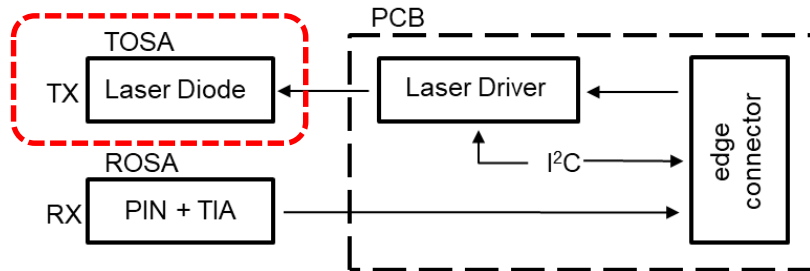 PCB
TOSA
TX
Laser Diode
Laser Driver
I²C
edge
connector
ROSA
RX
PIN + TIA